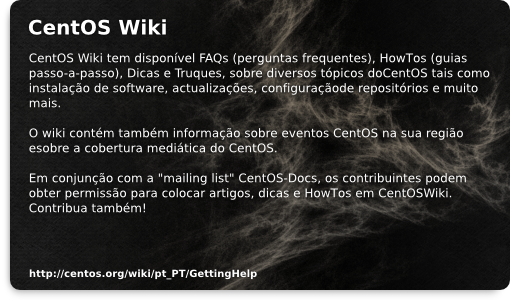 CentOS Wiki
CentOS Wiki tem disponível FAQs (perguntas frequentes), HowTos (guias
passo-a-passo), Dicas e Truques, sobre diversos tópicos doCentOS tais como
instalação de software, actualizações, configuraçãode repositórios e muito
mais.
O wiki contém também informação sobre eventos CentOS na sua região
esobre a cobertura mediática do CentOS.
Em conjunção com a "mailing list" CentOS-Docs, os contribuintes podem
obter permissão para colocar artigos, dicas e HowTos em CentOSWiki.
Contribua também!
http://centos.org/wiki/pt_PT/GettingHelp